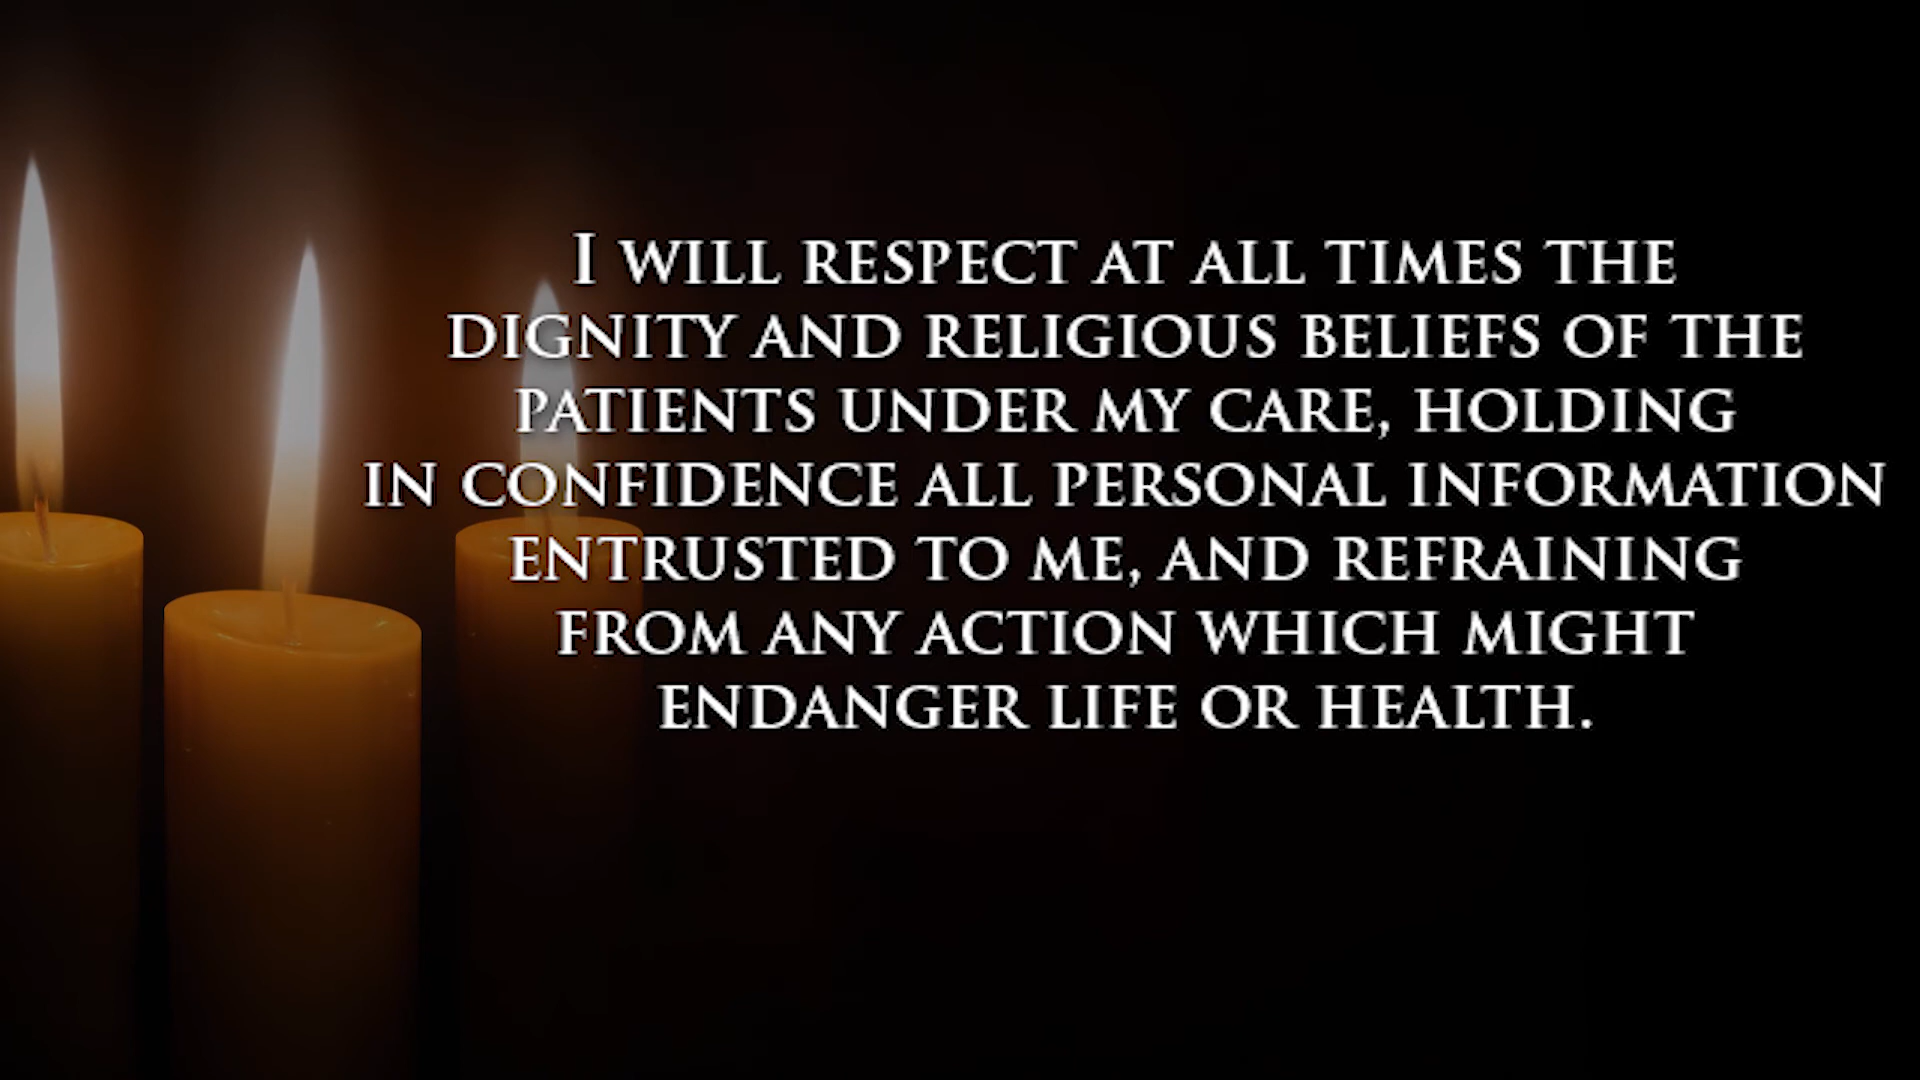 I WILL RESPECT AT ALL TIMES THE
DIGNITY AND RELIGIOUS BELIEFS OF THE
PATIENTS UNDER MY CARE, HOLDING
IN CONFIDENCE ALL PERSONAL INFORMATION
ENTRUSTED TO ME, AND REFRAINING
FROM ANY ACTION WHICH MIGHT
ENDANGER LIFE OR HEALTH.